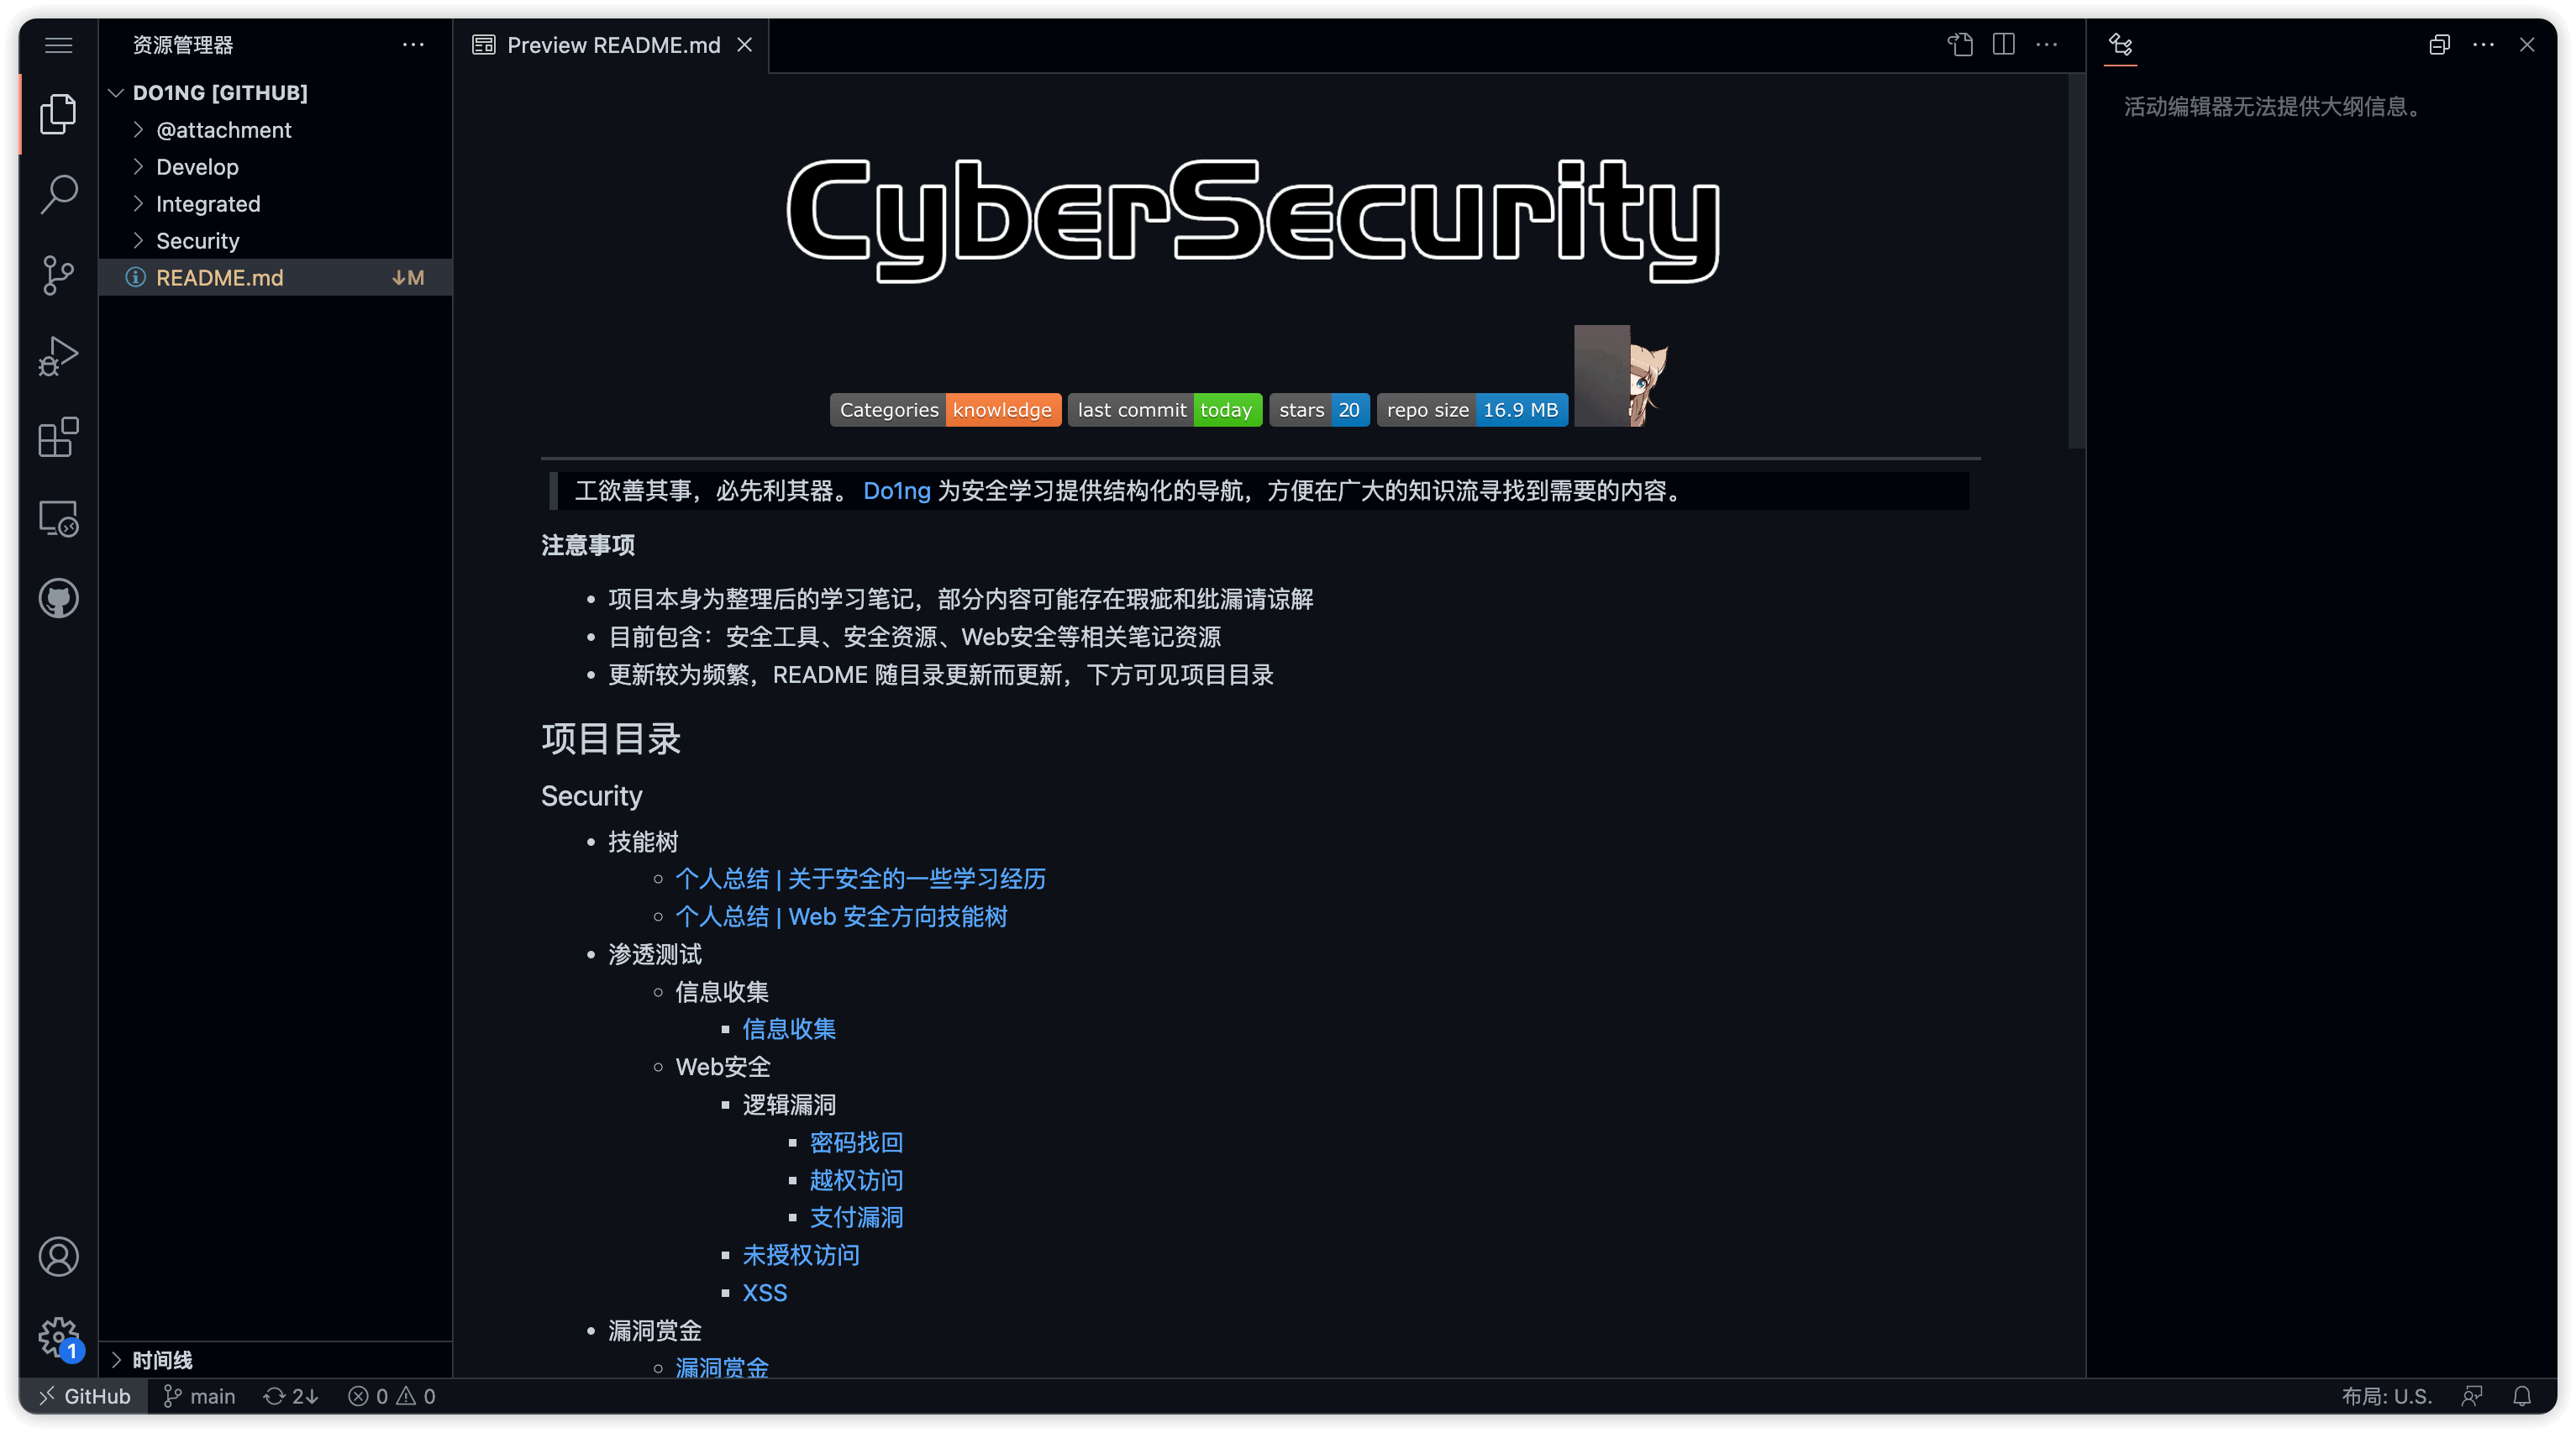 资源管理器
DO1NG [GITHUB]
@attachment
Develop
Integrated
Security
README.md ↓M
时间线
Preview README.md
CyberSecurity
Categories knowledge last commit today stars 20 repo size 16.9 MB
工欲善其事，必先利其器。 Do1ng 为安全学习提供结构化的导航，方便在广大的知识流寻找到需要的内容。
注意事项
项目本身为整理后的学习笔记，部分内容可能存在瑕疵和纰漏请谅解
目前包含：安全工具、安全资源、Web安全等相关笔记资源
更新较为频繁，README 随目录更新而更新，下方可见项目目录
项目目录
Security
技能树
个人总结 | 关于安全的一些学习经历
个人总结 | Web 安全方向技能树
渗透测试
信息收集
信息收集
Web安全
逻辑漏洞
密码找回
越权访问
支付漏洞
未授权访问
XSS
漏洞赏金
漏洞赏金
活动编辑器无法提供大纲信息。
1
GitHub main 2↓ 0 0 布局: U.S.